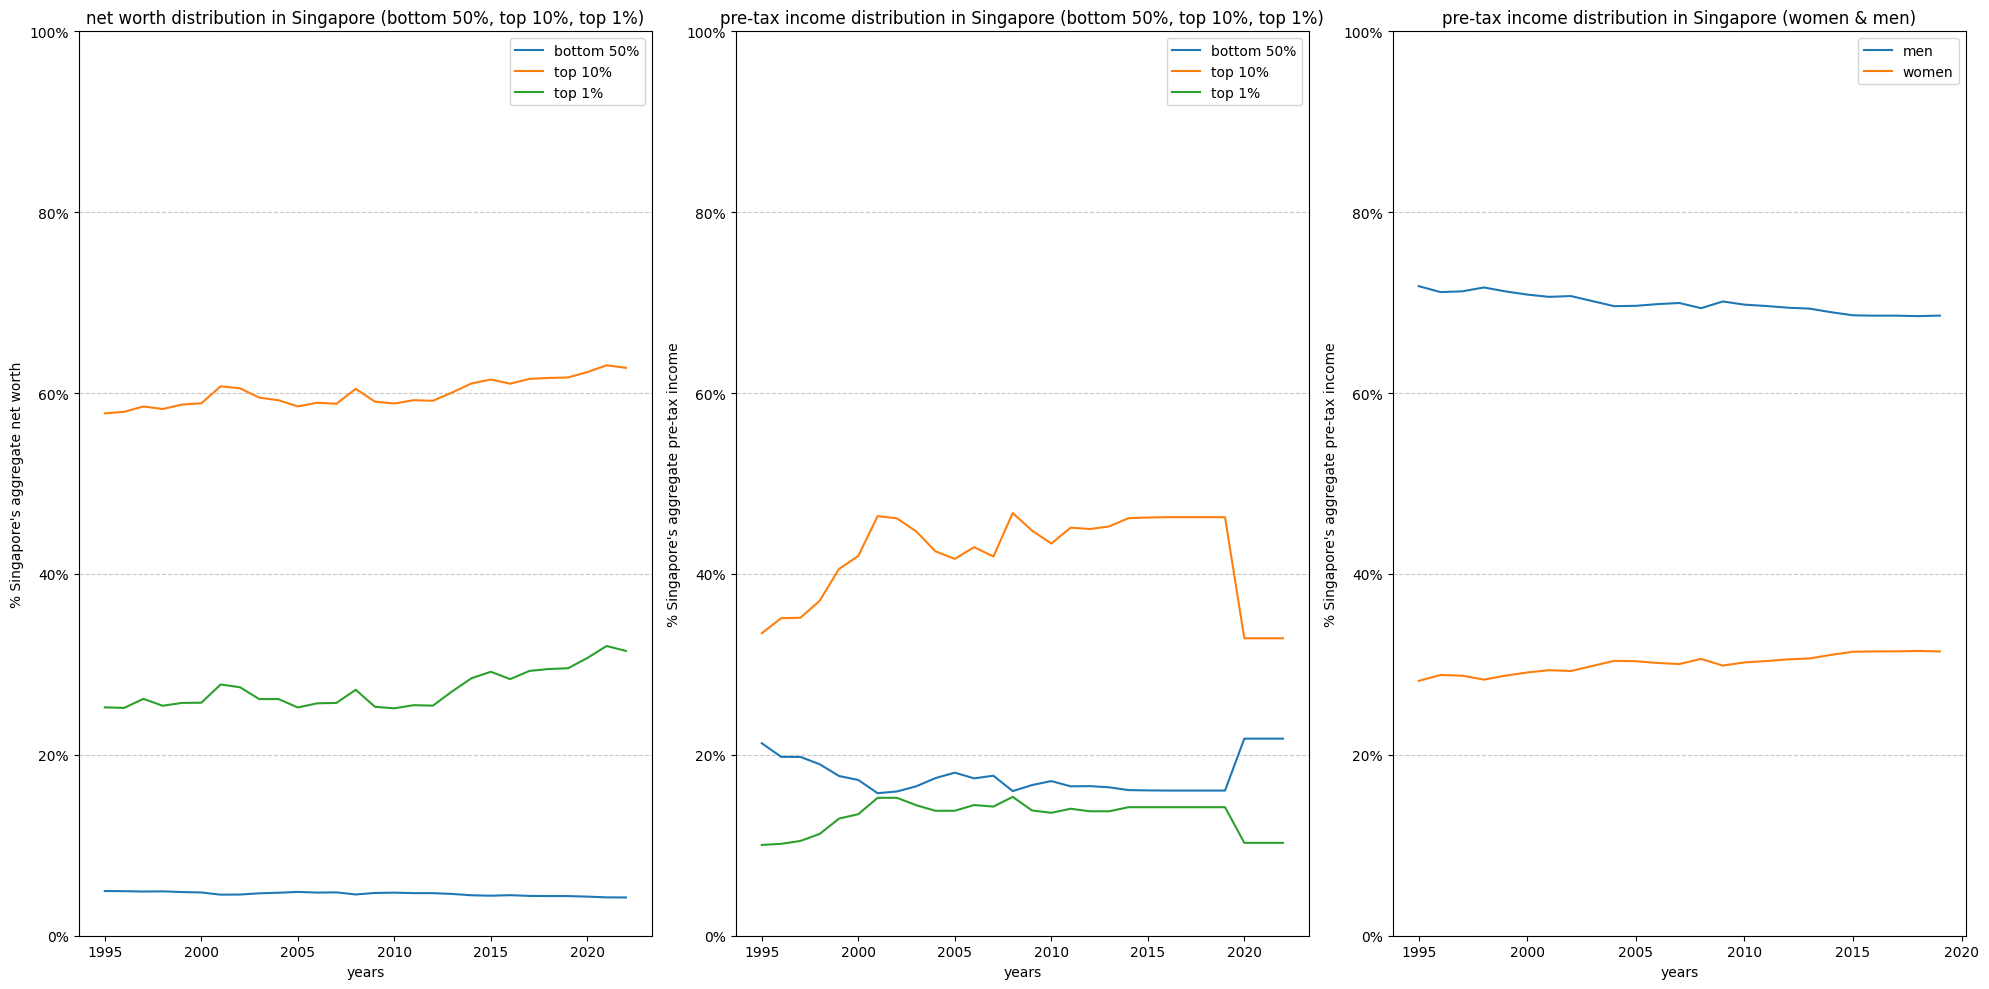 net worth distribution in Singapore (bottom 50%, top 10%, top 1%)
100%
80%
60%
40%
20%
0%
% Singapore's aggregate net worth
bottom 50%
top 10%
top 1%
1995
2000
2005
2010
2015
2020
years
pre-tax income distribution in Singapore (bottom 50%, top 10%, top 1%)
100%
80%
60%
40%
20%
0%
% Singapore's aggregate pre-tax income
bottom 50%
top 10%
top 1%
1995
2000
2005
2010
2015
2020
years
pre-tax income distribution in Singapore (women & men)
100%
80%
60%
40%
20%
0%
% Singapore's aggregate pre-tax income
men
women
1995
2000
2005
2010
2015
2020
years